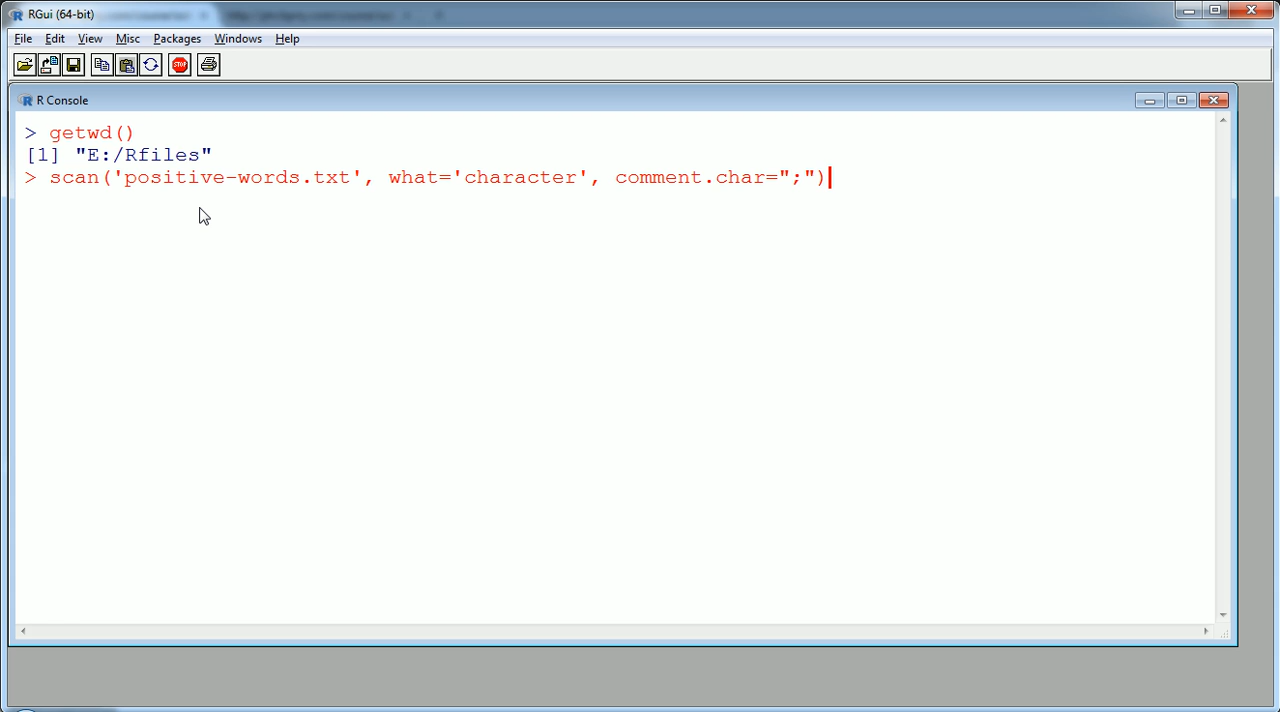 RGui (64-bit)
File Edit View Misc Packages Windows Help
STOP
R Console
> getwd()
[1] "E:/Rfiles"
> scan('positive-words.txt', what='character', comment.char=";")